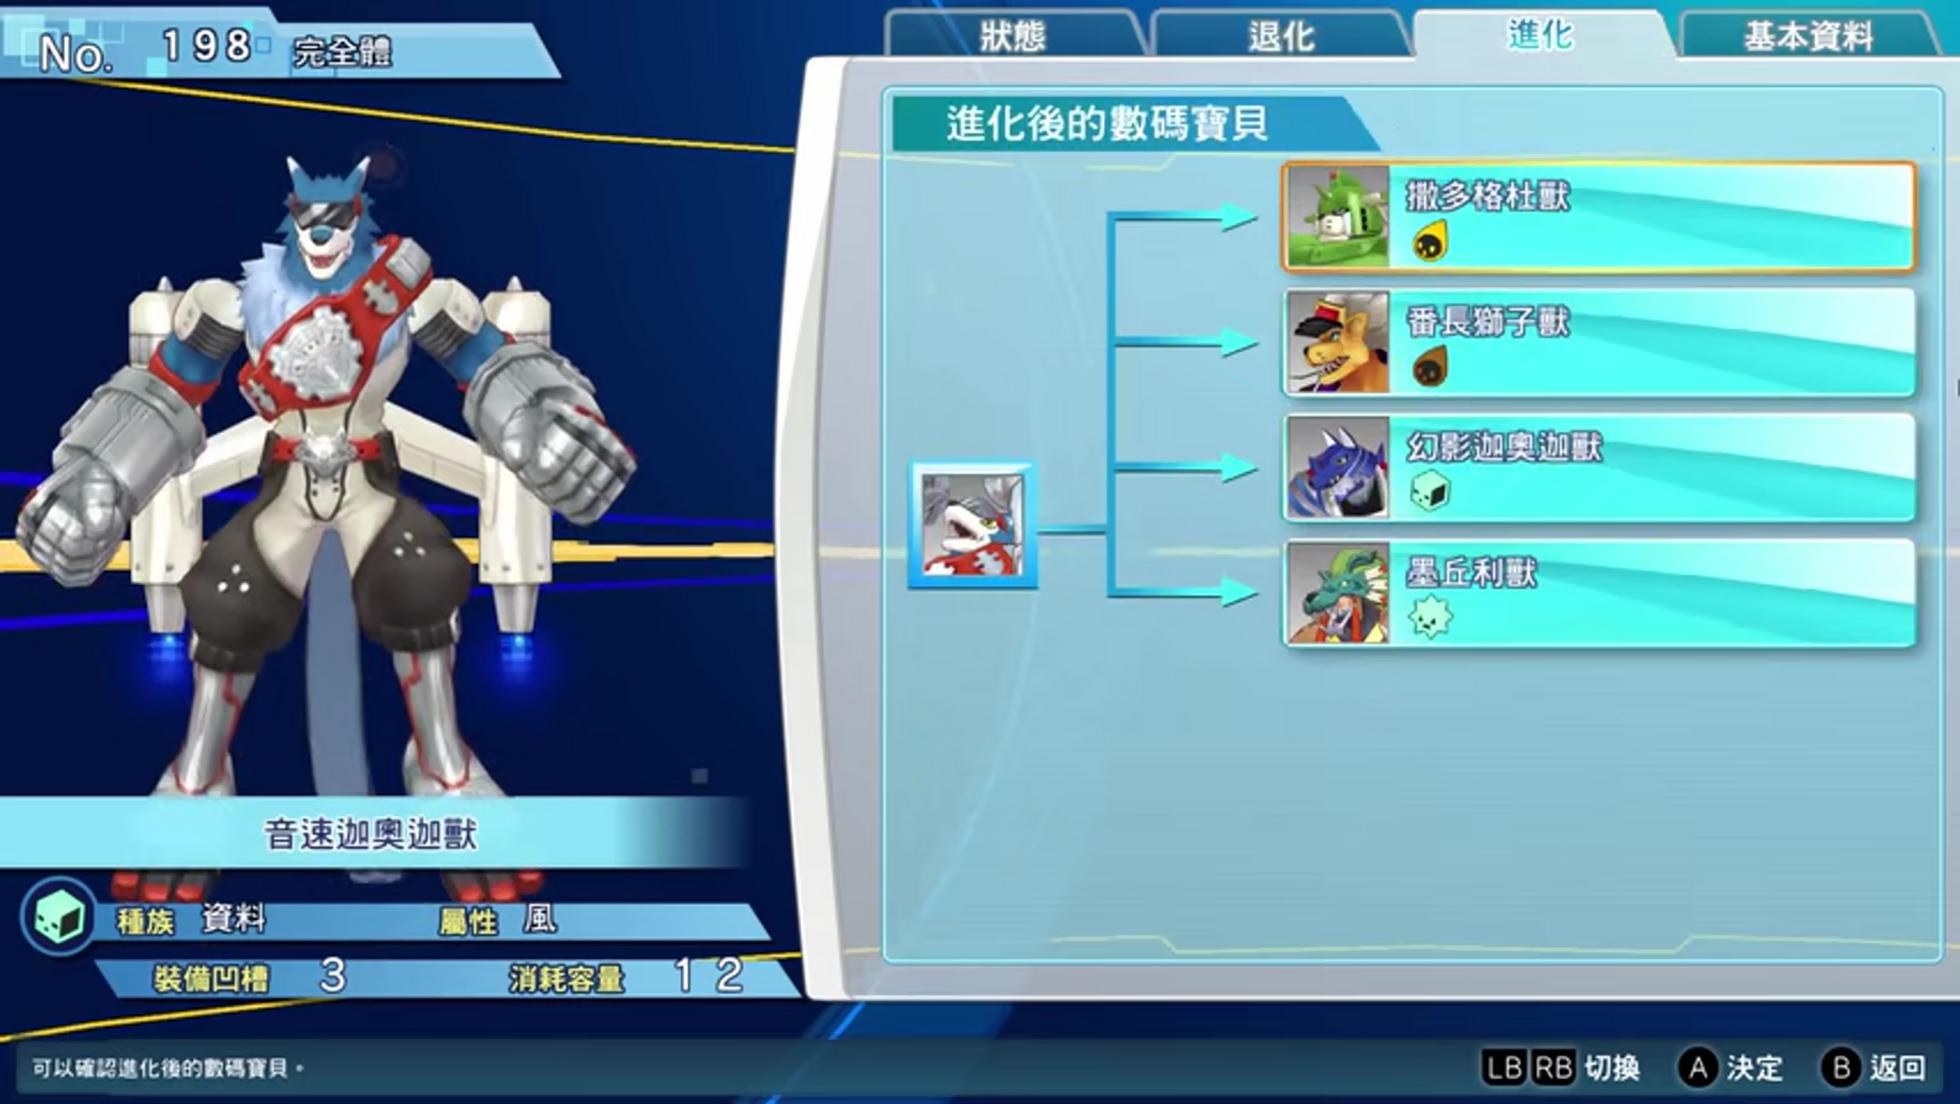 No. 198 完全體
狀態 退化 進化 基本資料
進化後的數碼寶貝
撒多格杜獸
番長獅子獸
幻影迦奧迦獸
墨丘利獸
音速迦奧迦獸
種族 資料 屬性 風
裝備凹槽 3 消耗容量 12
可以確認進化後的數碼寶貝。
LB RB 切換 A 決定 B 返回